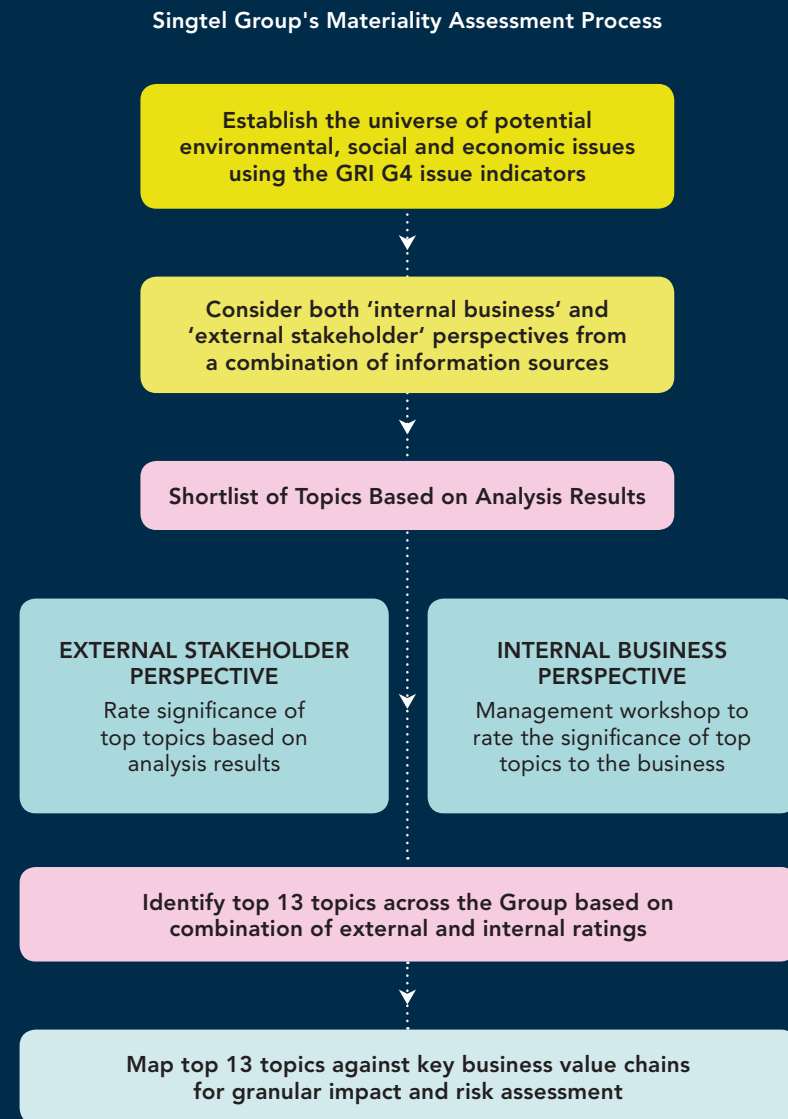 Singtel Group's Materiality Assessment Process
Establish the universe of potential
environmental, social and economic issues
using the GRI G4 issue indicators
Consider both ‘internal business‘ and
‘external stakeholder‘ perspectives from
a combination of information sources
Shortlist of Topics Based on Analysis Results
EXTERNAL STAKEHOLDER
PERSPECTIVE
Rate significance of
top topics based on
analysis results
INTERNAL BUSINESS
PERSPECTIVE
Management workshop to
rate the significance of top
topics to the business
Identify top 13 topics across the Group based on
combination of external and internal ratings
Map top 13 topics against key business value chains
for granular impact and risk assessment